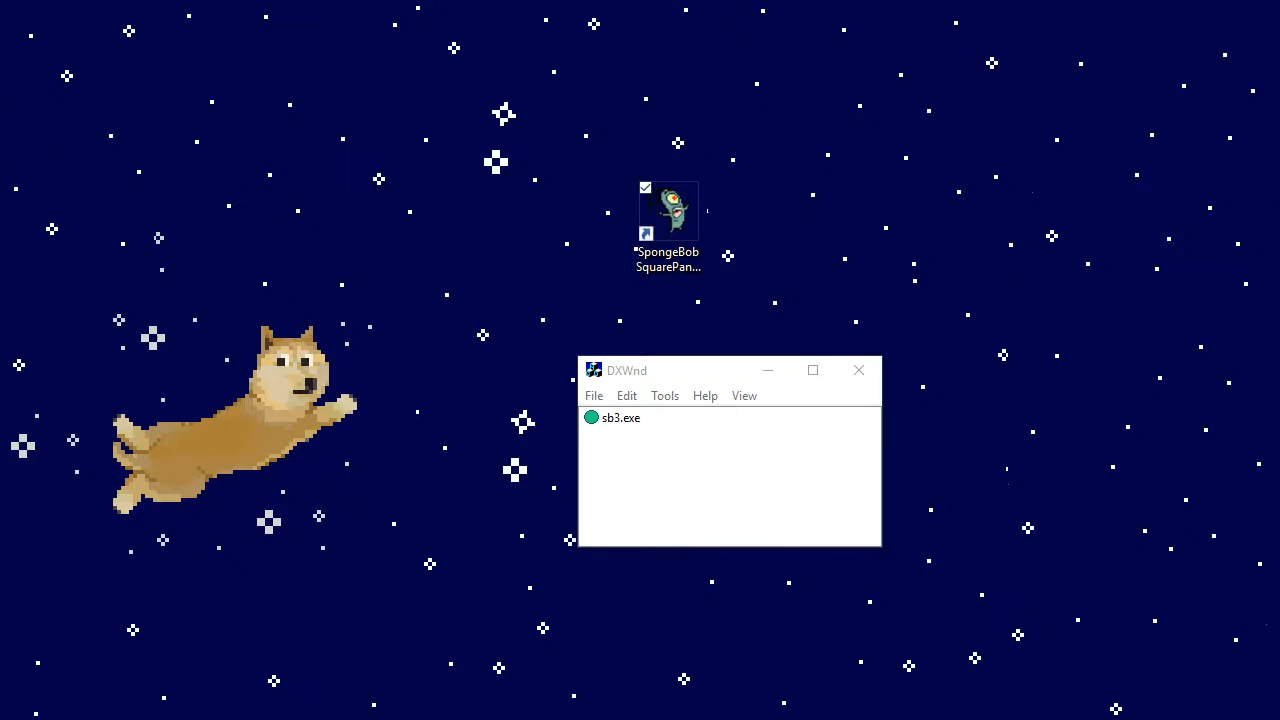 SpongeBob
SquarePan...
DXWnd
File Edit Tools Help View
sb3.exe